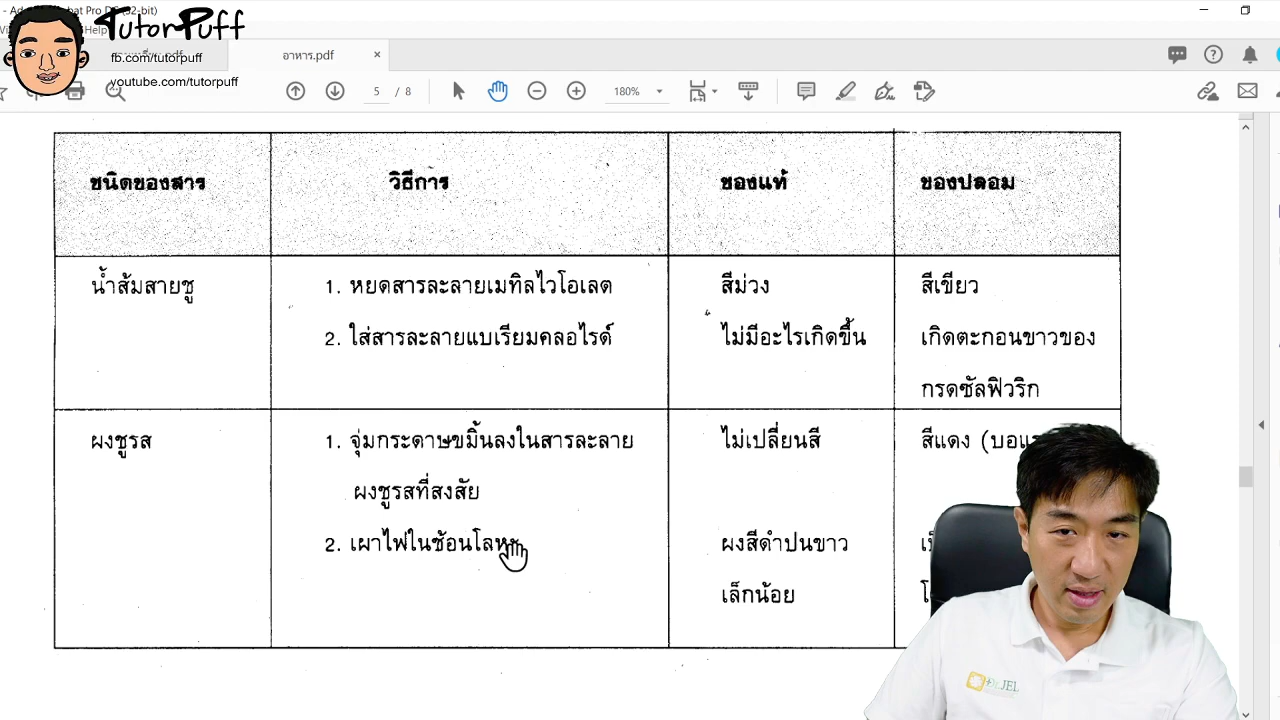 - Adobe Acrobat Pro DC (32-bit)
Help
TutorPuff
fb.com/tutorpuff
youtube.com/tutorpuff
อาหาร.pdf
5 / 8
180%
ชนิดของสาร วิธีการ ของแท้ ของปลอม
น้ำส้มสายชู 1. หยดสารละลายเมทิลไวโอเลต สีม่วง สีเขียว
2. ใส่สารละลายแบเรียมคลอไรด์ ไม่มีอะไรเกิดขึ้น เกิดตะกอนขาวของ
กรดซัลฟิวริก
ผงชูรส 1. จุ่มกระดาษขมิ้นลงในสารละลาย ไม่เปลี่ยนสี สีแดง
ผงชูรสที่สงสัย
2. เผาไฟในช้อนโลหะ ผงสีดำปนขาว
เล็กน้อย